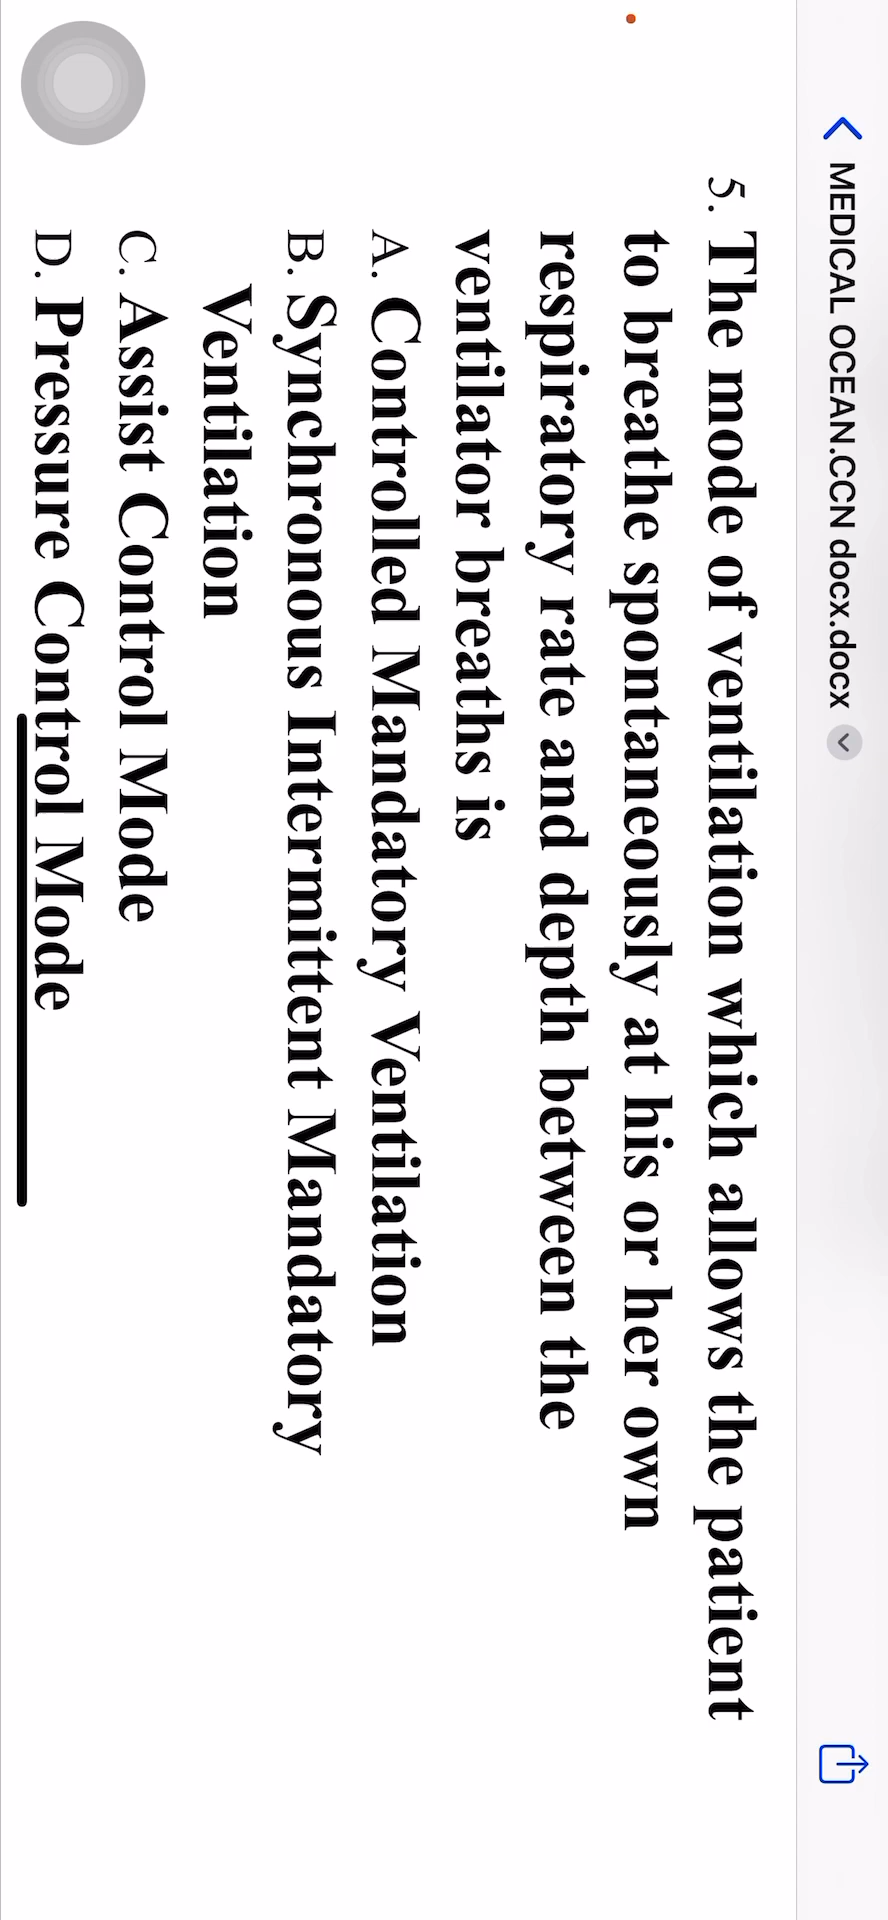 MEDICAL OCEAN.CCN docx.docx
5. The mode of ventilation which allows the patient
to breathe spontaneously at his or her own
respiratory rate and depth between the
ventilator breaths is
A. Controlled Mandatory Ventilation
B. Synchronous Intermittent Mandatory
Ventilation
C. Assist Control Mode
D. Pressure Control Mode